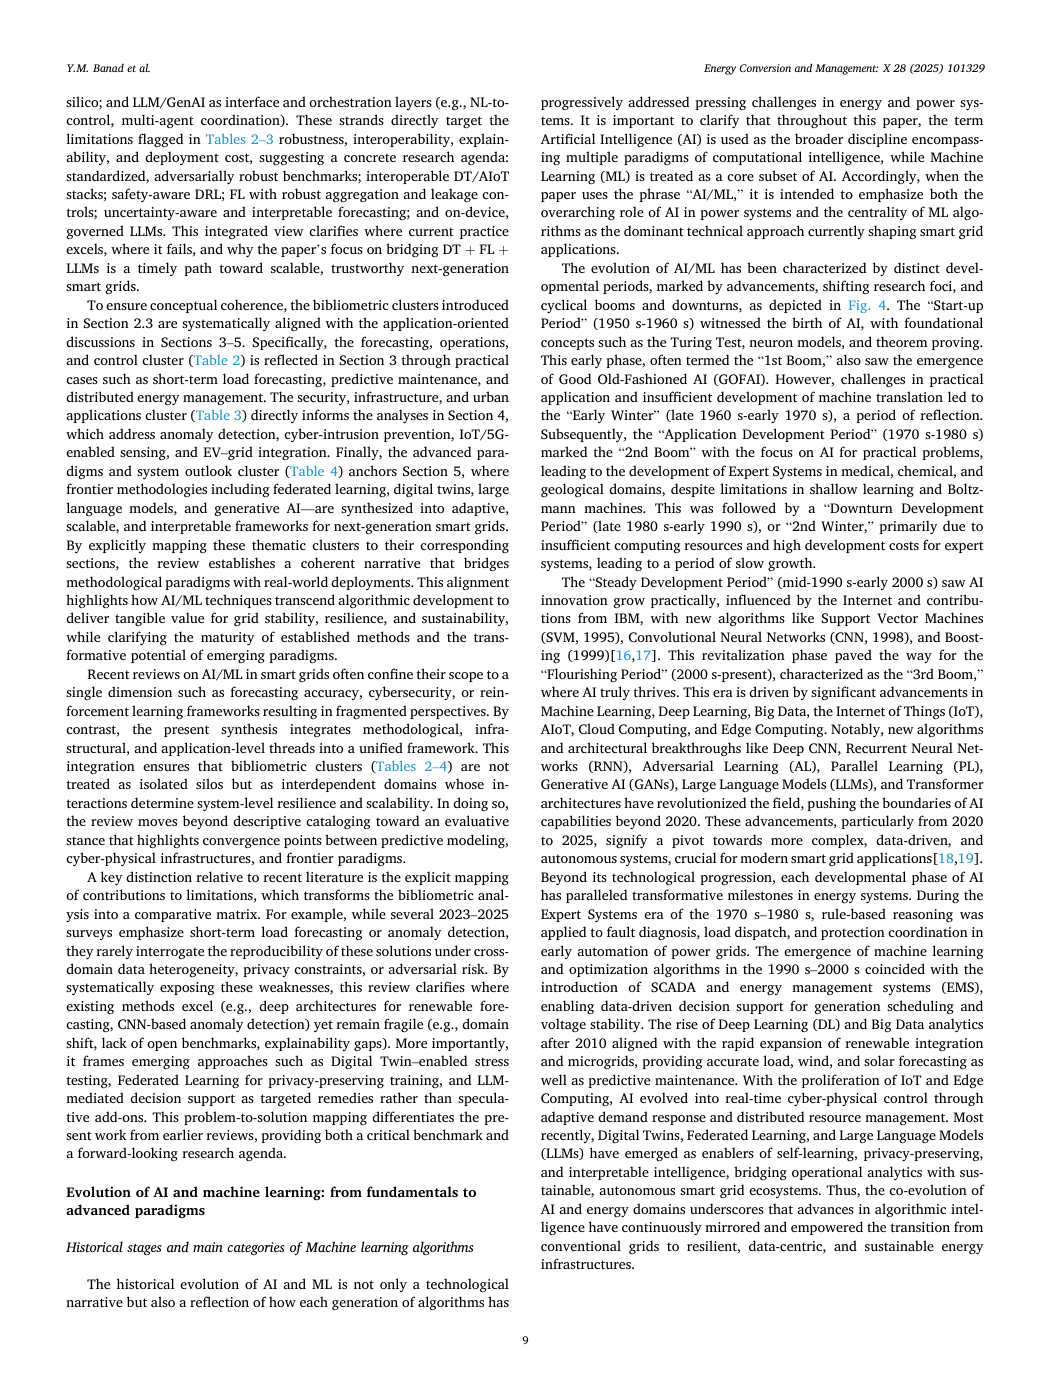 Y.M. Banad et al.
Energy Conversion and Management: X 28 (2025) 101329
silico; and LLM/GenAI as interface and orchestration layers (e.g., NL-to-
control, multi-agent coordination). These strands directly target the
limitations flagged in Tables 2–3 robustness, interoperability, explain-
ability, and deployment cost, suggesting a concrete research agenda:
standardized, adversarially robust benchmarks; interoperable DT/AIoT
stacks; safety-aware DRL; FL with robust aggregation and leakage con-
trols; uncertainty-aware and interpretable forecasting; and on-device,
governed LLMs. This integrated view clarifies where current practice
excels, where it fails, and why the paper's focus on bridging DT + FL +
LLMs is a timely path toward scalable, trustworthy next-generation
smart grids.
To ensure conceptual coherence, the bibliometric clusters introduced
in Section 2.3 are systematically aligned with the application-oriented
discussions in Sections 3–5. Specifically, the forecasting, operations,
and control cluster (Table 2) is reflected in Section 3 through practical
cases such as short-term load forecasting, predictive maintenance, and
distributed energy management. The security, infrastructure, and urban
applications cluster (Table 3) directly informs the analyses in Section 4,
which address anomaly detection, cyber-intrusion prevention, IoT/5G-
enabled sensing, and EV–grid integration. Finally, the advanced para-
digms and system outlook cluster (Table 4) anchors Section 5, where
frontier methodologies including federated learning, digital twins, large
language models, and generative AI—are synthesized into adaptive,
scalable, and interpretable frameworks for next-generation smart grids.
By explicitly mapping these thematic clusters to their corresponding
sections, the review establishes a coherent narrative that bridges
methodological paradigms with real-world deployments. This alignment
highlights how AI/ML techniques transcend algorithmic development to
deliver tangible value for grid stability, resilience, and sustainability,
while clarifying the maturity of established methods and the trans-
formative potential of emerging paradigms.
Recent reviews on AI/ML in smart grids often confine their scope to a
single dimension such as forecasting accuracy, cybersecurity, or rein-
forcement learning frameworks resulting in fragmented perspectives. By
contrast, the present synthesis integrates methodological, infra-
structural, and application-level threads into a unified framework. This
integration ensures that bibliometric clusters (Tables 2–4) are not
treated as isolated silos but as interdependent domains whose in-
teractions determine system-level resilience and scalability. In doing so,
the review moves beyond descriptive cataloging toward an evaluative
stance that highlights convergence points between predictive modeling,
cyber-physical infrastructures, and frontier paradigms.
A key distinction relative to recent literature is the explicit mapping
of contributions to limitations, which transforms the bibliometric anal-
ysis into a comparative matrix. For example, while several 2023–2025
surveys emphasize short-term load forecasting or anomaly detection,
they rarely interrogate the reproducibility of these solutions under cross-
domain data heterogeneity, privacy constraints, or adversarial risk. By
systematically exposing these weaknesses, this review clarifies where
existing methods excel (e.g., deep architectures for renewable fore-
casting, CNN-based anomaly detection) yet remain fragile (e.g., domain
shift, lack of open benchmarks, explainability gaps). More importantly,
it frames emerging approaches such as Digital Twin–enabled stress
testing, Federated Learning for privacy-preserving training, and LLM-
mediated decision support as targeted remedies rather than specula-
tive add-ons. This problem-to-solution mapping differentiates the pre-
sent work from earlier reviews, providing both a critical benchmark and
a forward-looking research agenda.
Evolution of AI and machine learning: from fundamentals to
advanced paradigms
Historical stages and main categories of Machine learning algorithms
The historical evolution of AI and ML is not only a technological
narrative but also a reflection of how each generation of algorithms has
progressively addressed pressing challenges in energy and power sys-
tems. It is important to clarify that throughout this paper, the term
Artificial Intelligence (AI) is used as the broader discipline encompass-
ing multiple paradigms of computational intelligence, while Machine
Learning (ML) is treated as a core subset of AI. Accordingly, when the
paper uses the phrase “AI/ML,” it is intended to emphasize both the
overarching role of AI in power systems and the centrality of ML algo-
rithms as the dominant technical approach currently shaping smart grid
applications.
The evolution of AI/ML has been characterized by distinct devel-
opmental periods, marked by advancements, shifting research foci, and
cyclical booms and downturns, as depicted in Fig. 4. The “Start-up
Period” (1950 s-1960 s) witnessed the birth of AI, with foundational
concepts such as the Turing Test, neuron models, and theorem proving.
This early phase, often termed the “1st Boom,” also saw the emergence
of Good Old-Fashioned AI (GOFAI). However, challenges in practical
application and insufficient development of machine translation led to
the “Early Winter” (late 1960 s-early 1970 s), a period of reflection.
Subsequently, the “Application Development Period” (1970 s-1980 s)
marked the “2nd Boom” with the focus on AI for practical problems,
leading to the development of Expert Systems in medical, chemical, and
geological domains, despite limitations in shallow learning and Boltz-
mann machines. This was followed by a “Downturn Development
Period” (late 1980 s-early 1990 s), or “2nd Winter,” primarily due to
insufficient computing resources and high development costs for expert
systems, leading to a period of slow growth.
The “Steady Development Period” (mid-1990 s-early 2000 s) saw AI
innovation grow practically, influenced by the Internet and contribu-
tions from IBM, with new algorithms like Support Vector Machines
(SVM, 1995), Convolutional Neural Networks (CNN, 1998), and Boost-
ing (1999)[16,17]. This revitalization phase paved the way for the
“Flourishing Period” (2000 s-present), characterized as the “3rd Boom,”
where AI truly thrives. This era is driven by significant advancements in
Machine Learning, Deep Learning, Big Data, the Internet of Things (IoT),
AIoT, Cloud Computing, and Edge Computing. Notably, new algorithms
and architectural breakthroughs like Deep CNN, Recurrent Neural Net-
works (RNN), Adversarial Learning (AL), Parallel Learning (PL),
Generative AI (GANs), Large Language Models (LLMs), and Transformer
architectures have revolutionized the field, pushing the boundaries of AI
capabilities beyond 2020. These advancements, particularly from 2020
to 2025, signify a pivot towards more complex, data-driven, and
autonomous systems, crucial for modern smart grid applications[18,19].
Beyond its technological progression, each developmental phase of AI
has paralleled transformative milestones in energy systems. During the
Expert Systems era of the 1970 s–1980 s, rule-based reasoning was
applied to fault diagnosis, load dispatch, and protection coordination in
early automation of power grids. The emergence of machine learning
and optimization algorithms in the 1990 s–2000 s coincided with the
introduction of SCADA and energy management systems (EMS),
enabling data-driven decision support for generation scheduling and
voltage stability. The rise of Deep Learning (DL) and Big Data analytics
after 2010 aligned with the rapid expansion of renewable integration
and microgrids, providing accurate load, wind, and solar forecasting as
well as predictive maintenance. With the proliferation of IoT and Edge
Computing, AI evolved into real-time cyber-physical control through
adaptive demand response and distributed resource management. Most
recently, Digital Twins, Federated Learning, and Large Language Models
(LLMs) have emerged as enablers of self-learning, privacy-preserving,
and interpretable intelligence, bridging operational analytics with sus-
tainable, autonomous smart grid ecosystems. Thus, the co-evolution of
AI and energy domains underscores that advances in algorithmic intel-
ligence have continuously mirrored and empowered the transition from
conventional grids to resilient, data-centric, and sustainable energy
infrastructures.
9